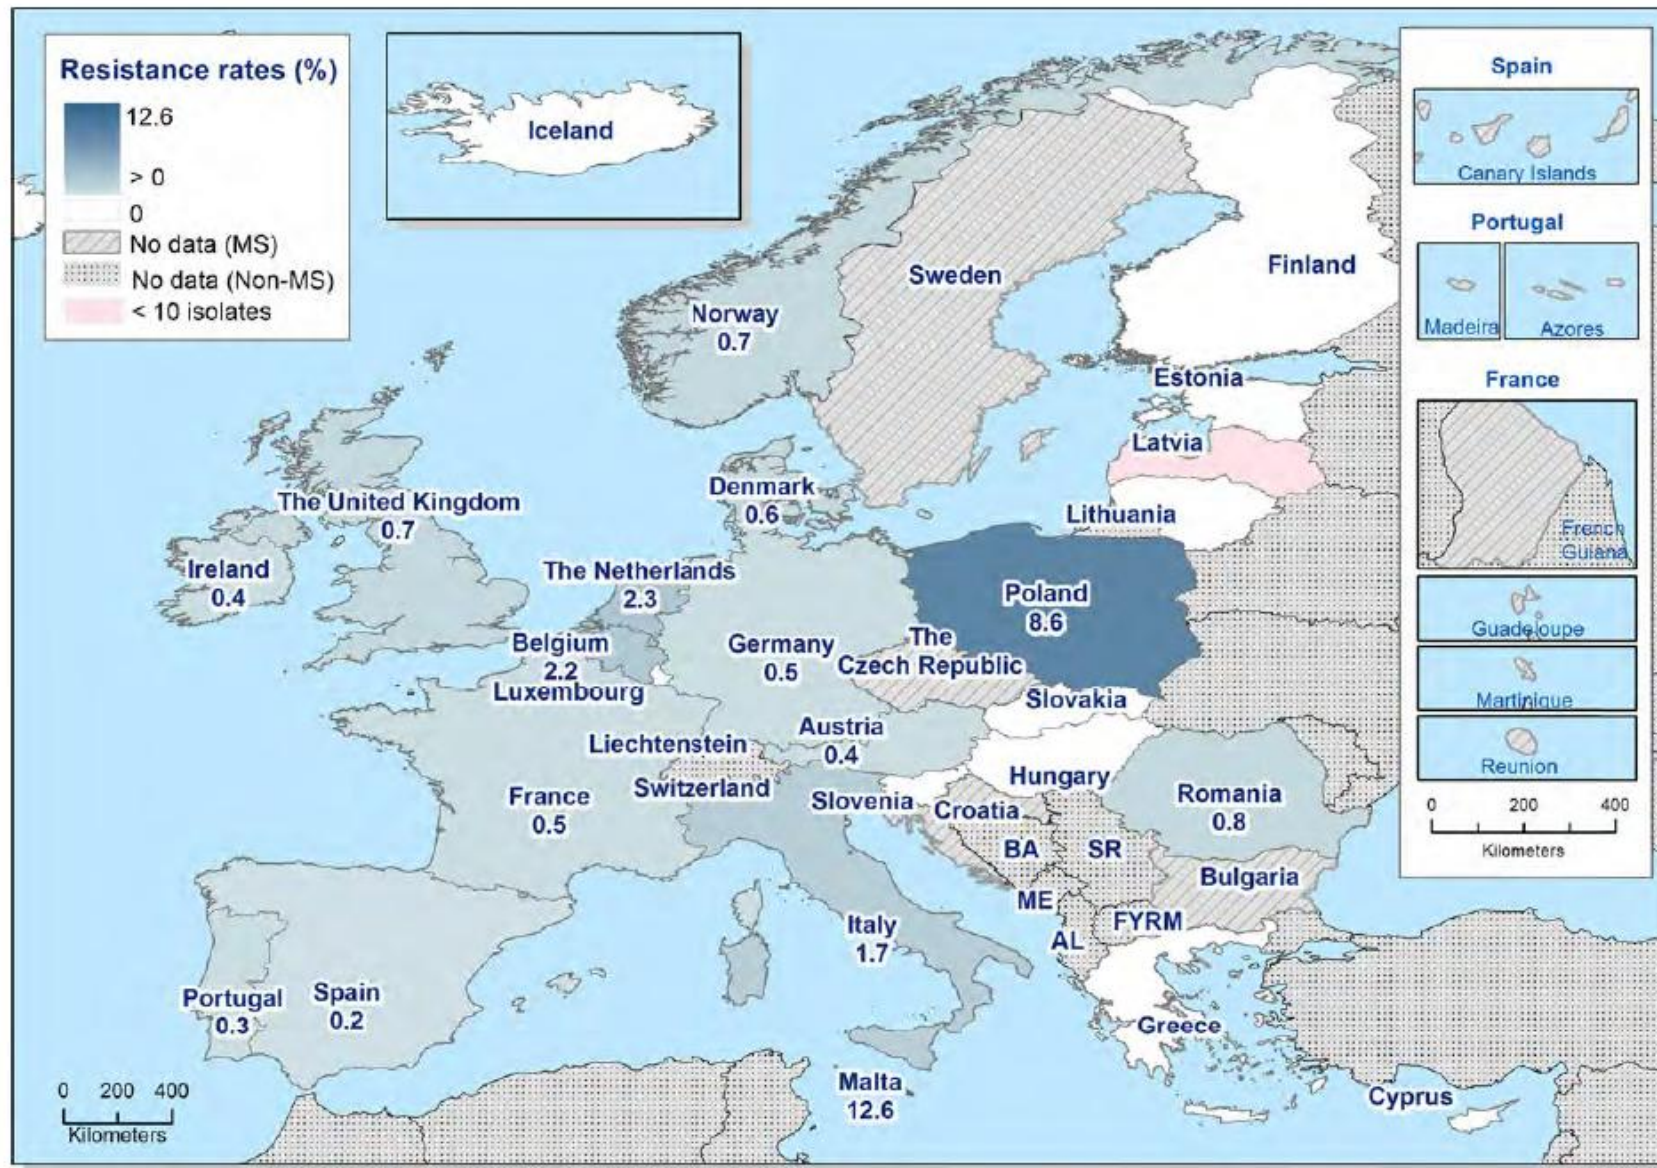 Resistance rates (%)
12.6
> 0
0
No data (MS)
No data (Non-MS)
< 10 isolates
Iceland
Spain
Canary Islands
Portugal
Madeira
Azores
France
French
Guiana
Guadeloupe
Martinique
Reunion
0 200 400
Kilometers
Sweden
Finland
Norway
0.7
Estonia
Latvia
Lithuania
Denmark
0.6
The United Kingdom
0.7
Ireland
0.4
The Netherlands
2.3
Belgium
2.2
Luxembourg
Germany
0.5
Poland
8.6
The
Czech Republic
Slovakia
Austria
0.4
Liechtenstein
Switzerland
Hungary
Slovenia
Croatia
Romania
0.8
France
0.5
BA
SR
Bulgaria
ME
FYRM
AL
Italy
1.7
Portugal
0.3
Spain
0.2
Greece
Malta
12.6
Cyprus
0 200 400
Kilometers